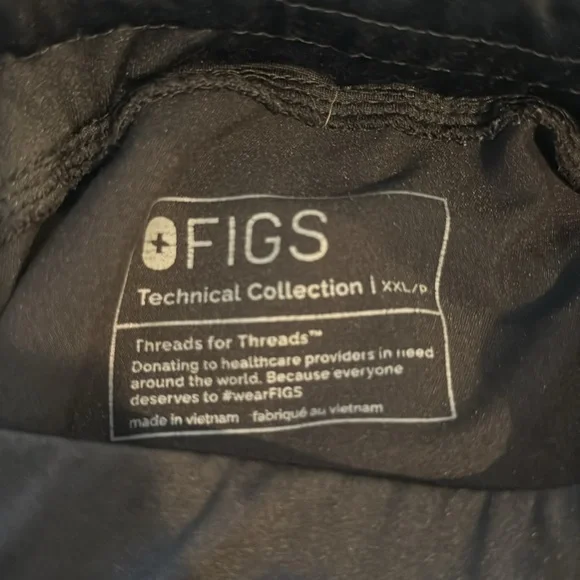 FIGS
Technical Collection | XXL/P
Threads for Threads™
Donating to healthcare providers in need
around the world. Because everyone
deserves to #wearFIGS
made in vietnam fabriqué au vietnam